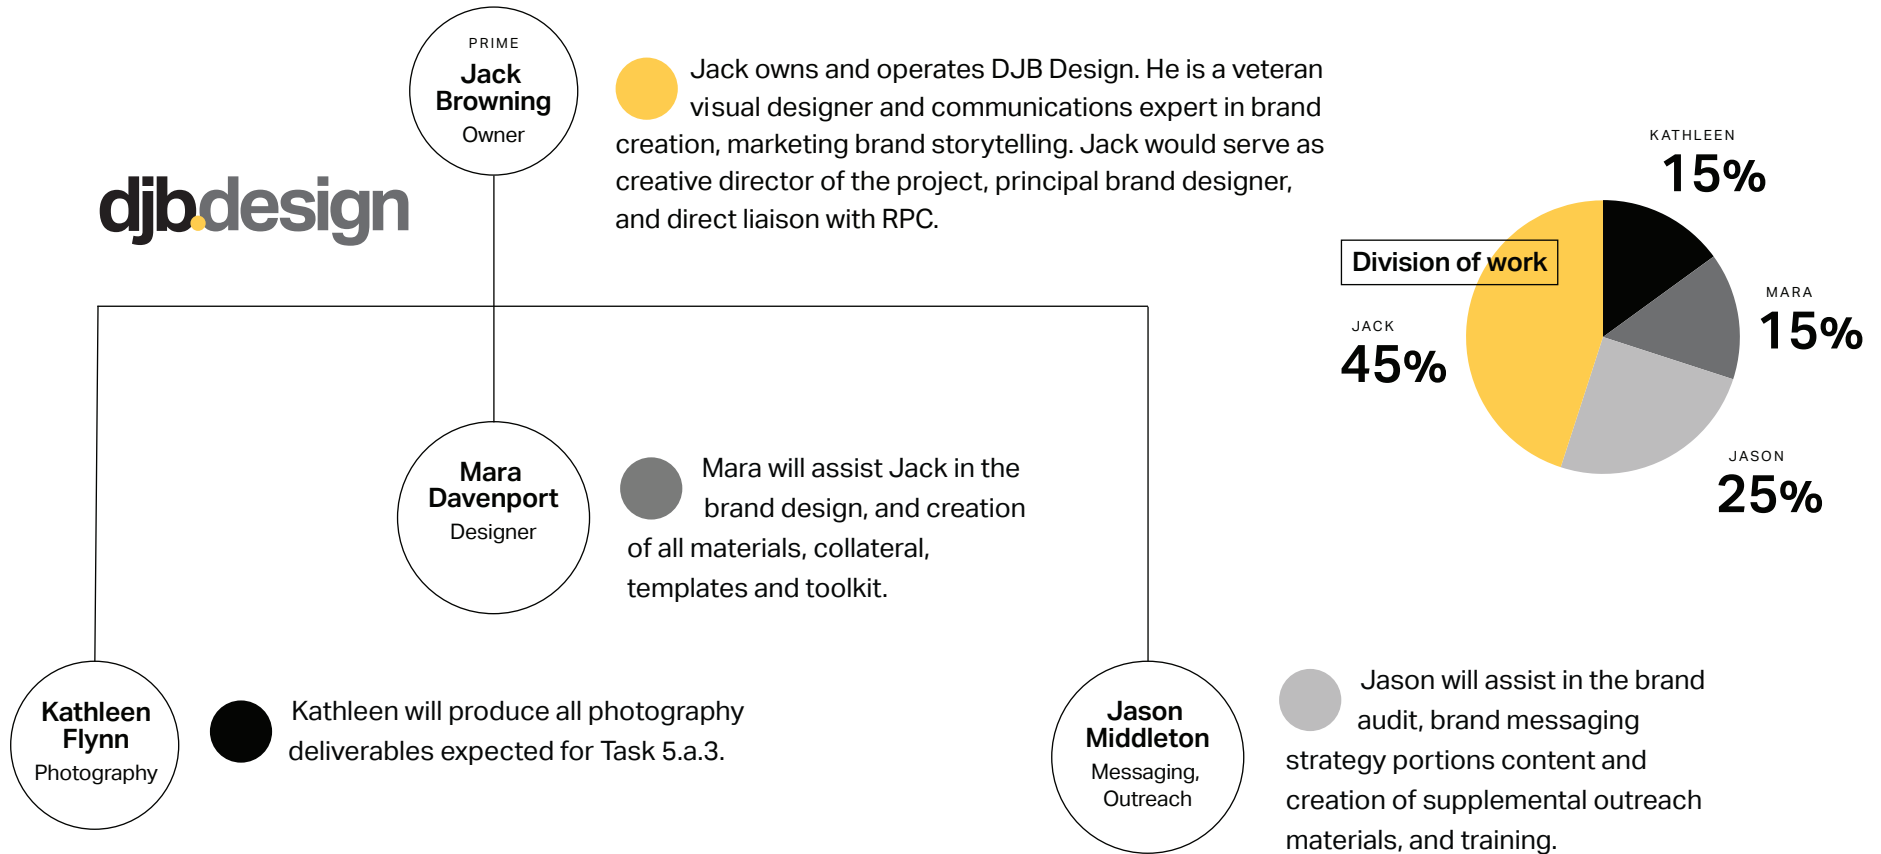 PRIME
Jack
Browning
Owner
Jack owns and operates DJB Design. He is a veteran
visual designer and communications expert in brand
creation, marketing brand storytelling. Jack would serve as
creative director of the project, principal brand designer,
and direct liaison with RPC.
djb.design
KATHLEEN
15%
Division of work
MARA
15%
JACK
45%
JASON
25%
Mara
Davenport
Designer
Mara will assist Jack in the
brand design, and creation
of all materials, collateral,
templates and toolkit.
Kathleen
Flynn
Photography
Kathleen will produce all photography
deliverables expected for Task 5.a.3.
Jason
Middleton
Messaging,
Outreach
Jason will assist in the brand
audit, brand messaging
strategy portions content and
creation of supplemental outreach
materials, and training.